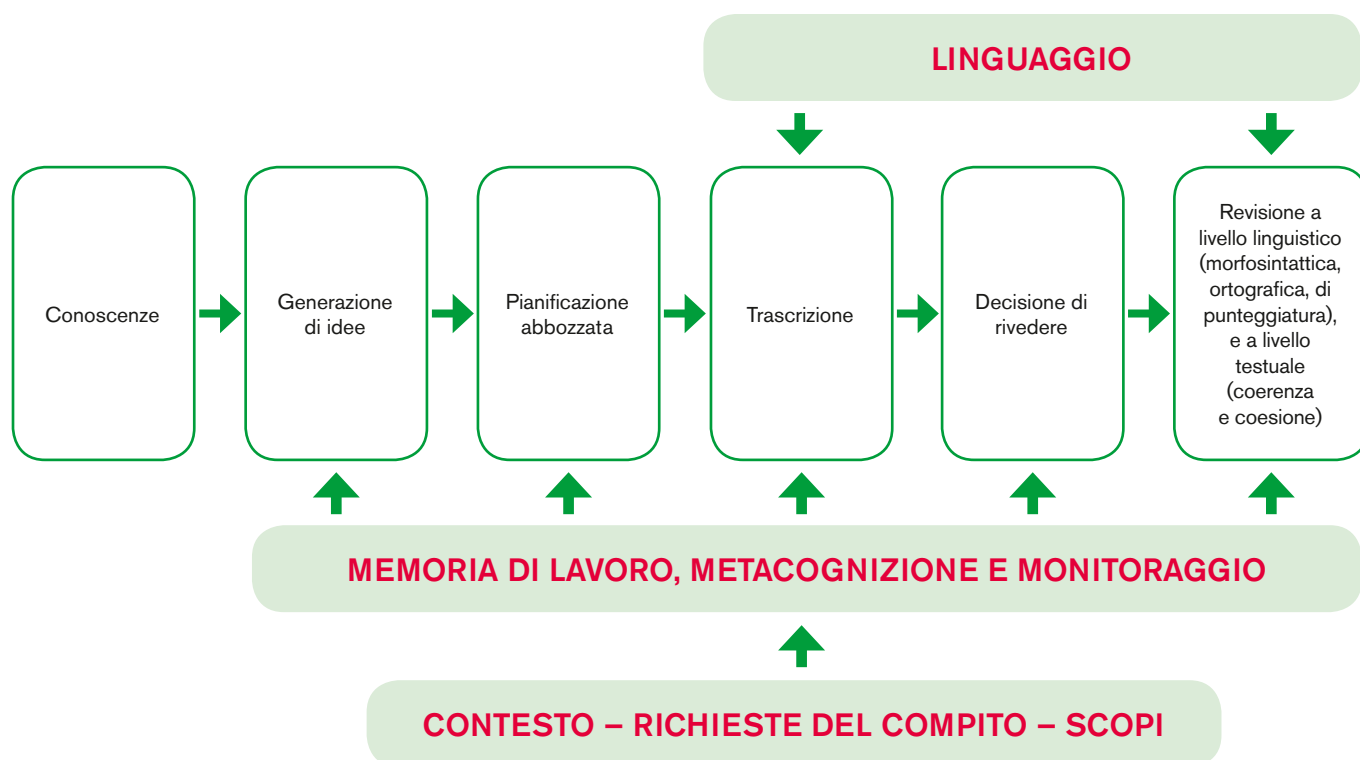 LINGUAGGIO
Conoscenze
Generazione
di idee
Pianificazione
abbozzata
Trascrizione
Decisione di
rivedere
Revisione a
livello linguistico
(morfosintattica,
ortografica, di
punteggiatura),
e a livello
testuale
(coerenza
e coesione)
MEMORIA DI LAVORO, METACOGNIZIONE E MONITORAGGIO
CONTESTO – RICHIESTE DEL COMPITO – SCOPI